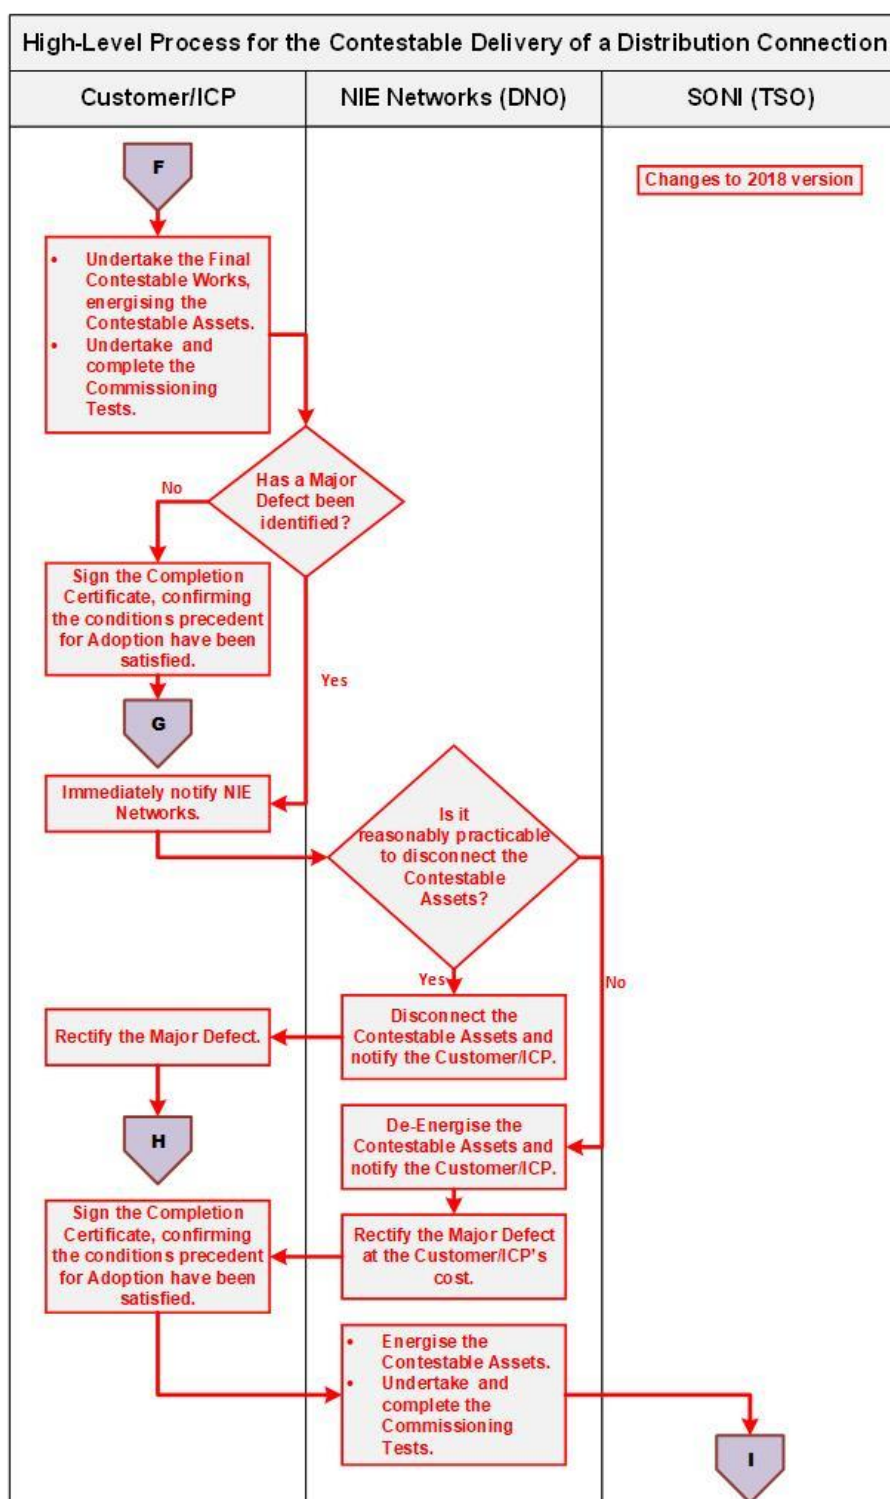 High-Level Process for the Contestable Delivery of a Distribution Connection
Customer/ICP
NIE Networks (DNO)
SONI (TSO)
F
Changes to 2018 version
• Undertake the Final
Contestable Works,
energising the
Contestable Assets.
• Undertake and
complete the
Commissioning
Tests.
Has a Major
Defect been
identified?
No
Sign the Completion
Certificate, confirming
the conditions precedent
for Adoption have been
satisfied.
Yes
G
Immediately notify NIE
Networks.
Is it
reasonably practicable
to disconnect the
Contestable
Assets?
Yes
No
Disconnect the
Contestable Assets and
notify the Customer/ICP.
Rectify the Major Defect.
H
De-Energise the
Contestable Assets and
notify the Customer/ICP.
Sign the Completion
Certificate, confirming
the conditions precedent
for Adoption have been
satisfied.
Rectify the Major Defect
at the Customer/ICP's
cost.
• Energise the
Contestable Assets.
• Undertake and
complete the
Commissioning
Tests.
I